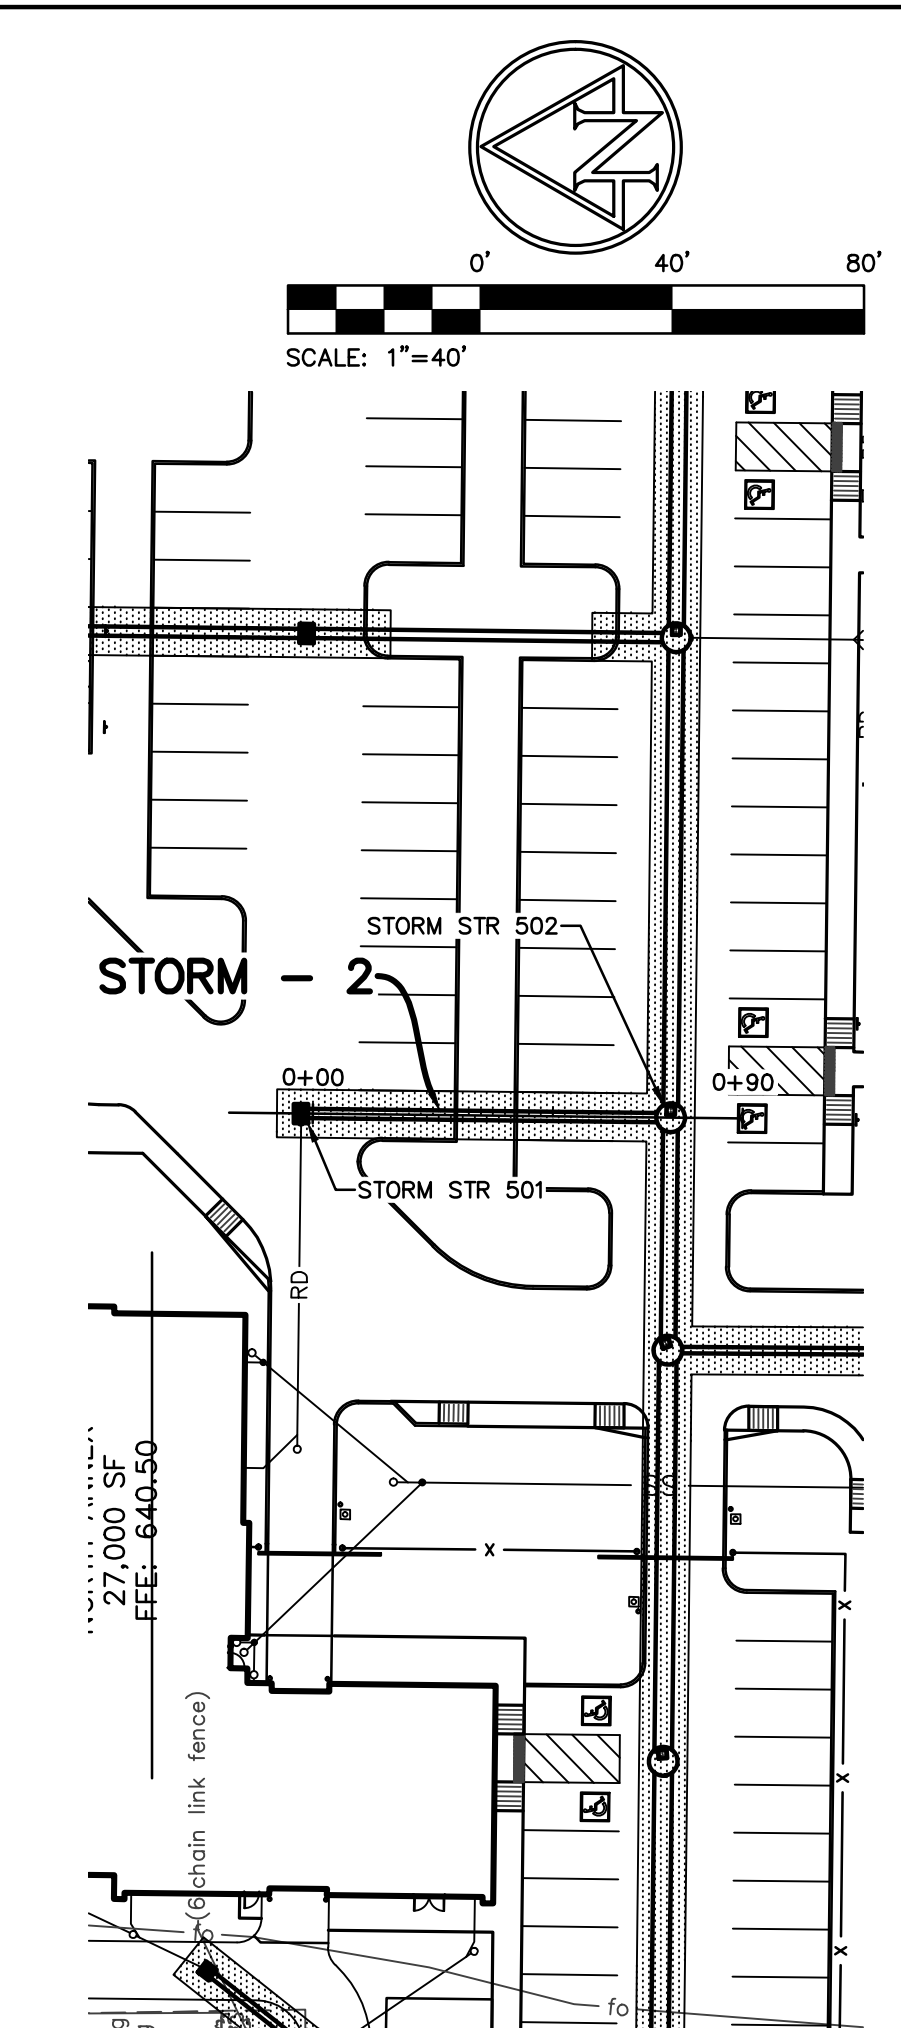 N
0' 40' 80'
SCALE: 1"=40'
STORM STR 502
STORM - 2
0+00
0+90
STORM STR 501
RD
27,000 SF
FFE: 640.50
x
x
x
x
(6' chain link fence)
fo
fo